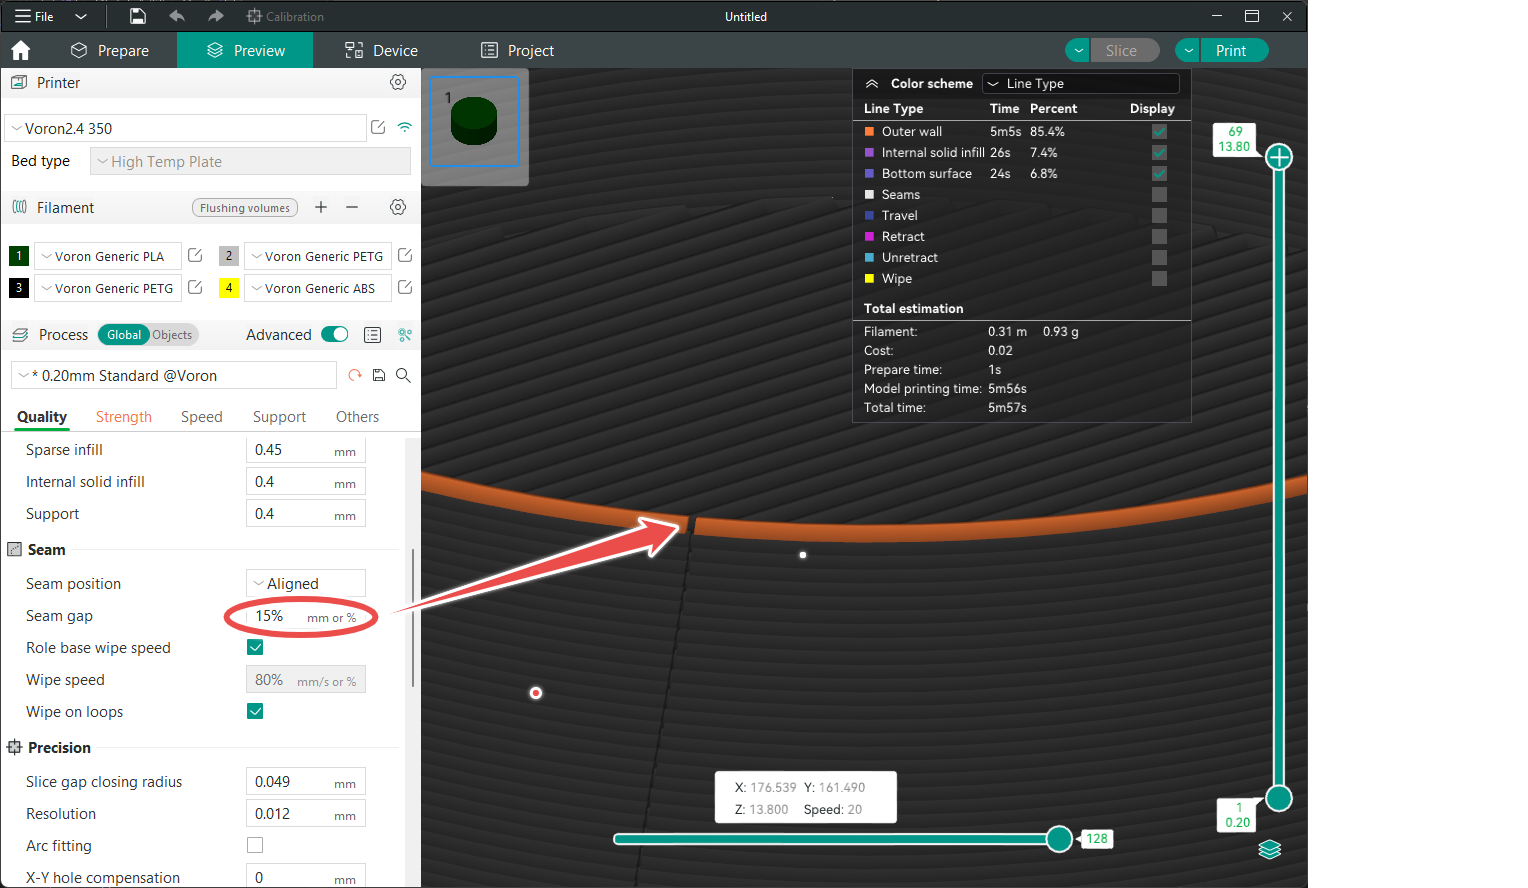 File Calibration Untitled
Prepare Preview Device Project Slice Print
Printer
Voron2.4 350
Bed type High Temp Plate
Filament Flushing volumes
1 Voron Generic PLA 2 Voron Generic PETG
3 Voron Generic PETG 4 Voron Generic ABS
Process Global Objects Advanced
* 0.20mm Standard @Voron
Quality Strength Speed Support Others
Sparse infill 0.45 mm
Internal solid infill 0.4 mm
Support 0.4 mm
Seam
Seam position Aligned
Seam gap 15% mm or %
Role base wipe speed
Wipe speed 80% mm/s or %
Wipe on loops
Precision
Slice gap closing radius 0.049 mm
Resolution 0.012 mm
Arc fitting
X-Y hole compensation 0 mm
1
Color scheme Line Type
Line Type Time Percent Display
Outer wall 5m5s 85.4%
Internal solid infill 26s 7.4%
Bottom surface 24s 6.8%
Seams
Travel
Retract
Unretract
Wipe
Total estimation
Filament: 0.31 m 0.93 g
Cost: 0.02
Prepare time: 1s
Model printing time: 5m56s
Total time: 5m57s
69
13.80
X: 176.539 Y: 161.490
Z: 13.800 Speed: 20
128
1
0.20